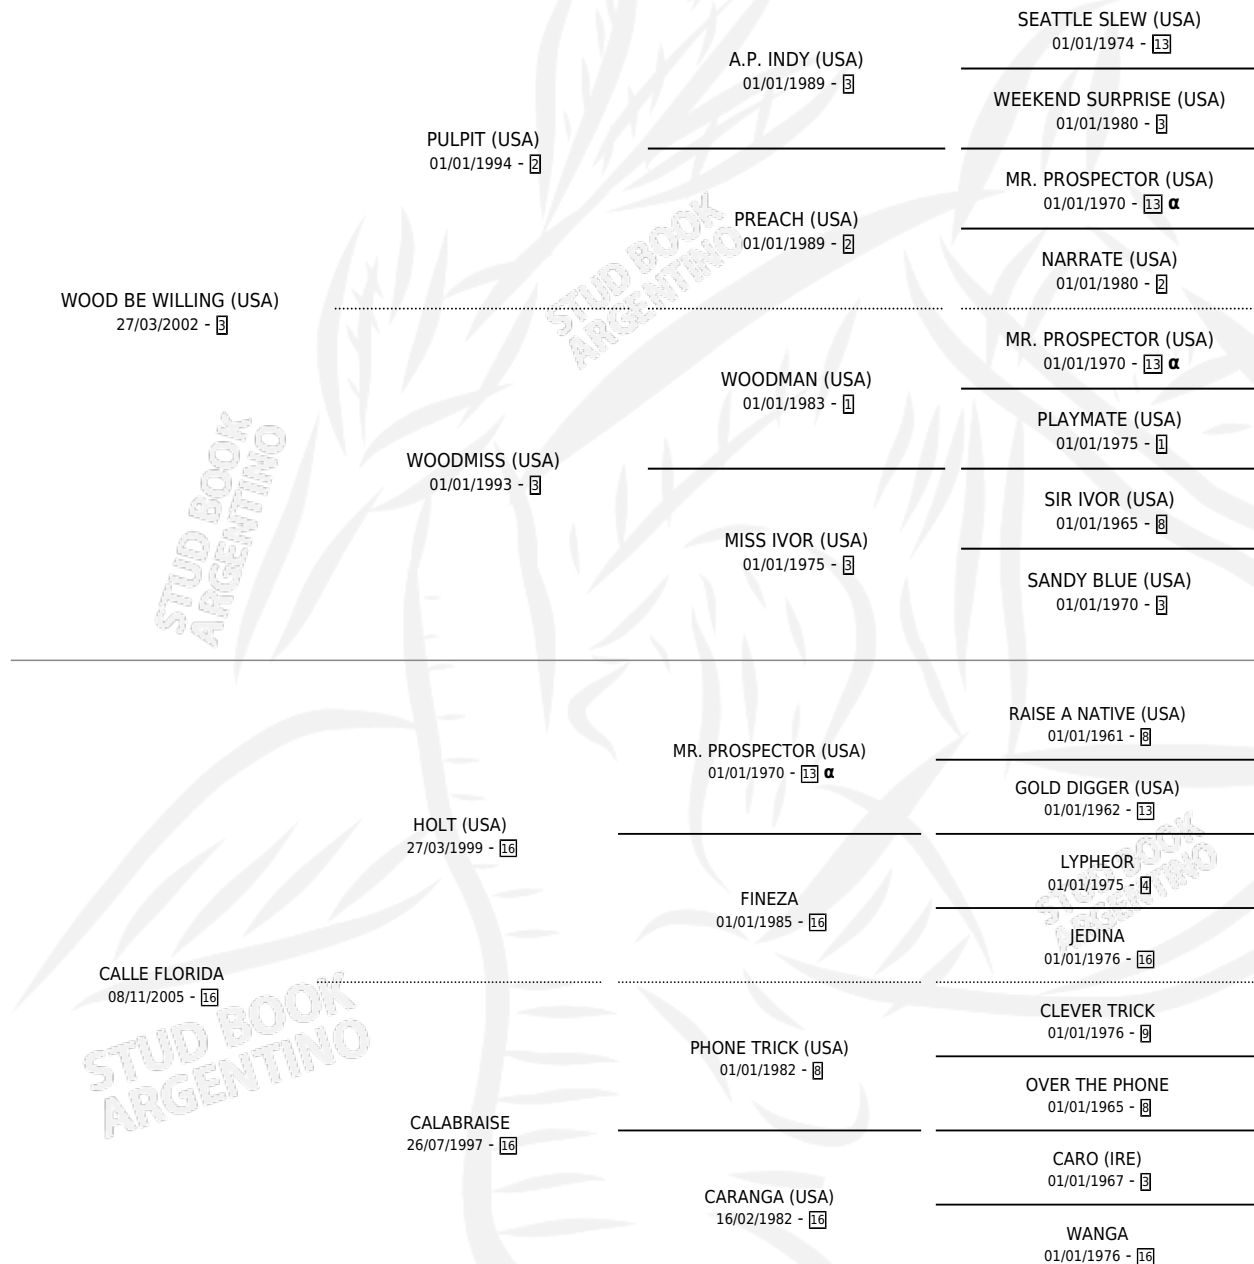 SEATTLE SLEW (USA)
01/01/1974 - 13
A.P. INDY (USA)
01/01/1989 - 3
WEEKEND SURPRISE (USA)
01/01/1980 - 3
PULPIT (USA)
01/01/1994 - 2
MR. PROSPECTOR (USA)
01/01/1970 - 13 α
PREACH (USA)
01/01/1989 - 2
NARRATE (USA)
01/01/1980 - 2
WOOD BE WILLING (USA)
27/03/2002 - 3
MR. PROSPECTOR (USA)
01/01/1970 - 13 α
WOODMAN (USA)
01/01/1983 - 1
PLAYMATE (USA)
01/01/1975 - 1
WOODMISS (USA)
01/01/1993 - 3
SIR IVOR (USA)
01/01/1965 - 8
MISS IVOR (USA)
01/01/1975 - 3
SANDY BLUE (USA)
01/01/1970 - 3
RAISE A NATIVE (USA)
01/01/1961 - 8
MR. PROSPECTOR (USA)
01/01/1970 - 13 α
GOLD DIGGER (USA)
01/01/1962 - 13
HOLT (USA)
27/03/1999 - 16
LYPHEOR
01/01/1975 - 4
FINEZA
01/01/1985 - 16
JEDINA
01/01/1976 - 16
CALLE FLORIDA
08/11/2005 - 16
CLEVER TRICK
01/01/1976 - 9
PHONE TRICK (USA)
01/01/1982 - 8
OVER THE PHONE
01/01/1965 - 8
CALABRAISE
26/07/1997 - 16
CARO (IRE)
01/01/1967 - 3
CARANGA (USA)
16/02/1982 - 16
WANGA
01/01/1976 - 16
STUD BOOK
ARGENTINO
STUD BOOK
ARGENTINO
STUD BOOK
ARGENTINO
STUD BOOK
ARGENTINO